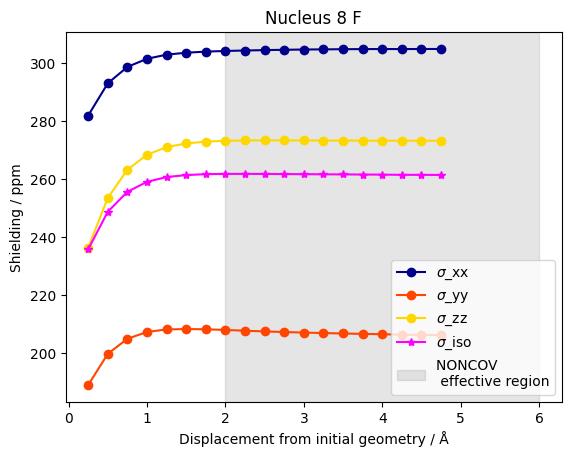 Nucleus 8 F
300
280
260
240
220
200
Shielding / ppm
0
1
2
3
4
5
6
Displacement from initial geometry / Å
σ_xx
σ_yy
σ_zz
σ_iso
NONCOV
effective region